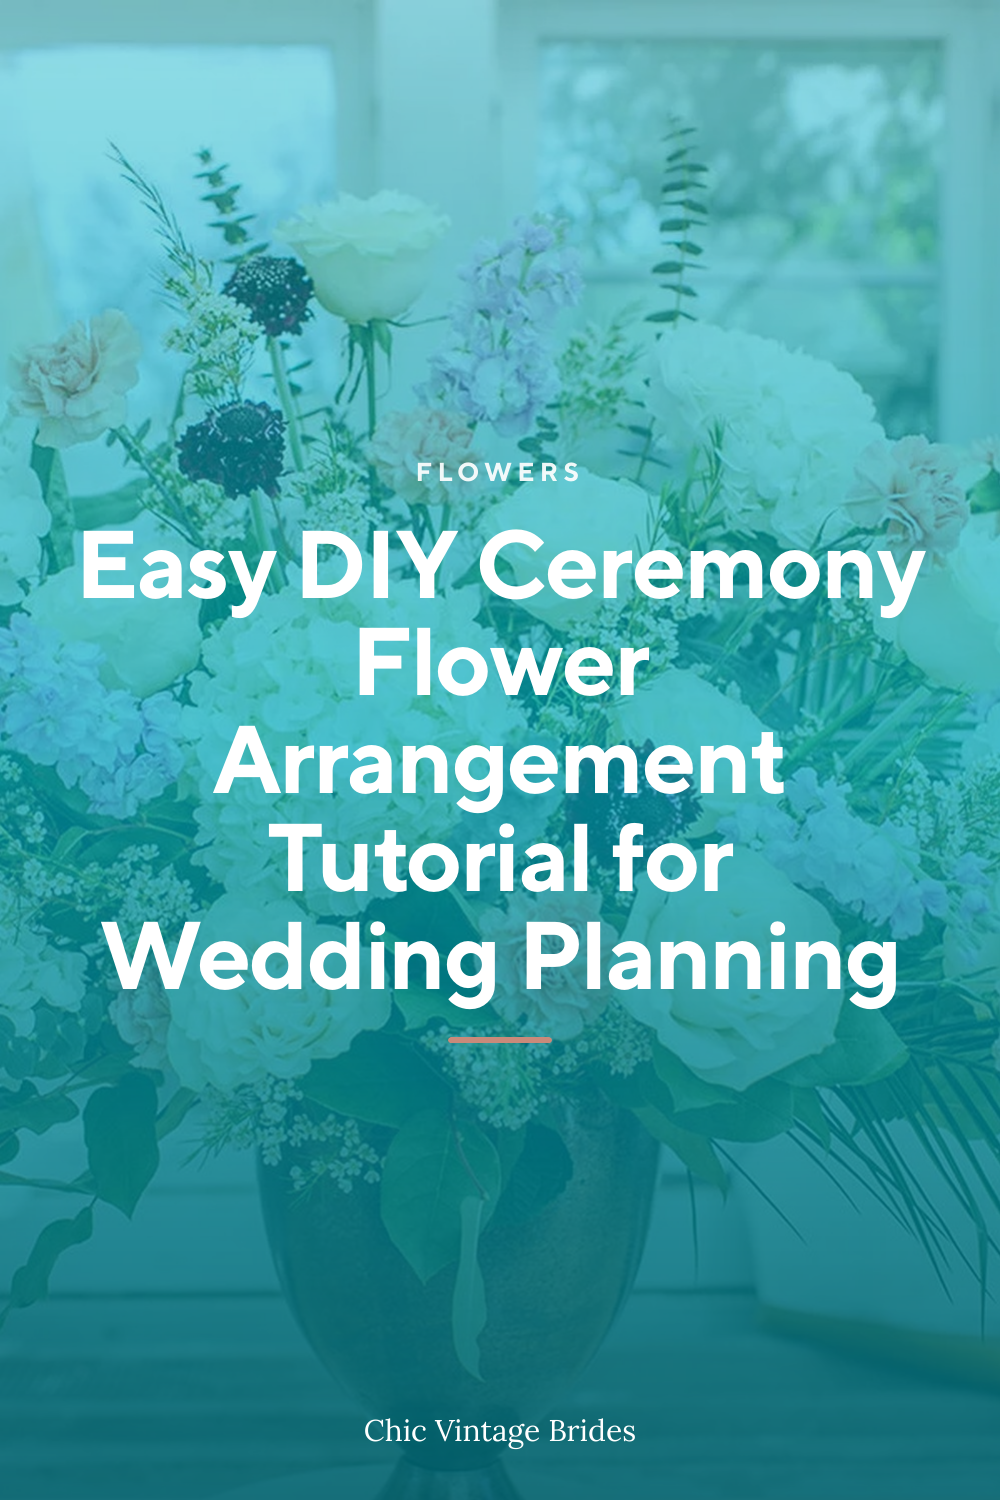 FLOWERS
Easy DIY Ceremony
Flower
Arrangement
Tutorial for
Wedding Planning
Chic Vintage Brides